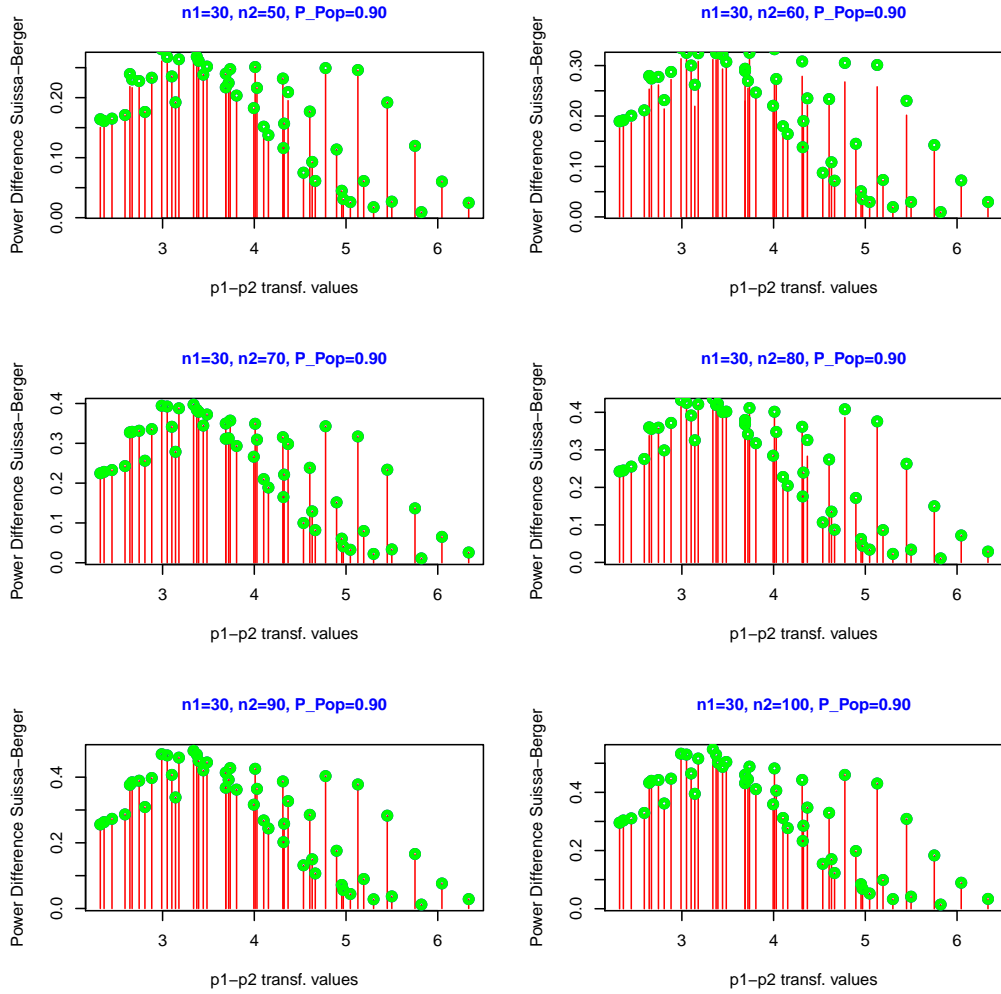 n1=30, n2=50, P_Pop=0.90
Power Difference Suissa−Berger
0.00
0.10
0.20
3
4
5
6
p1−p2 transf. values
n1=30, n2=60, P_Pop=0.90
Power Difference Suissa−Berger
0.00
0.10
0.20
0.30
3
4
5
6
p1−p2 transf. values
n1=30, n2=70, P_Pop=0.90
Power Difference Suissa−Berger
0.0
0.1
0.2
0.3
0.4
3
4
5
6
p1−p2 transf. values
n1=30, n2=80, P_Pop=0.90
Power Difference Suissa−Berger
0.0
0.1
0.2
0.3
0.4
3
4
5
6
p1−p2 transf. values
n1=30, n2=90, P_Pop=0.90
Power Difference Suissa−Berger
0.0
0.2
0.4
3
4
5
6
p1−p2 transf. values
n1=30, n2=100, P_Pop=0.90
Power Difference Suissa−Berger
0.0
0.2
0.4
3
4
5
6
p1−p2 transf. values